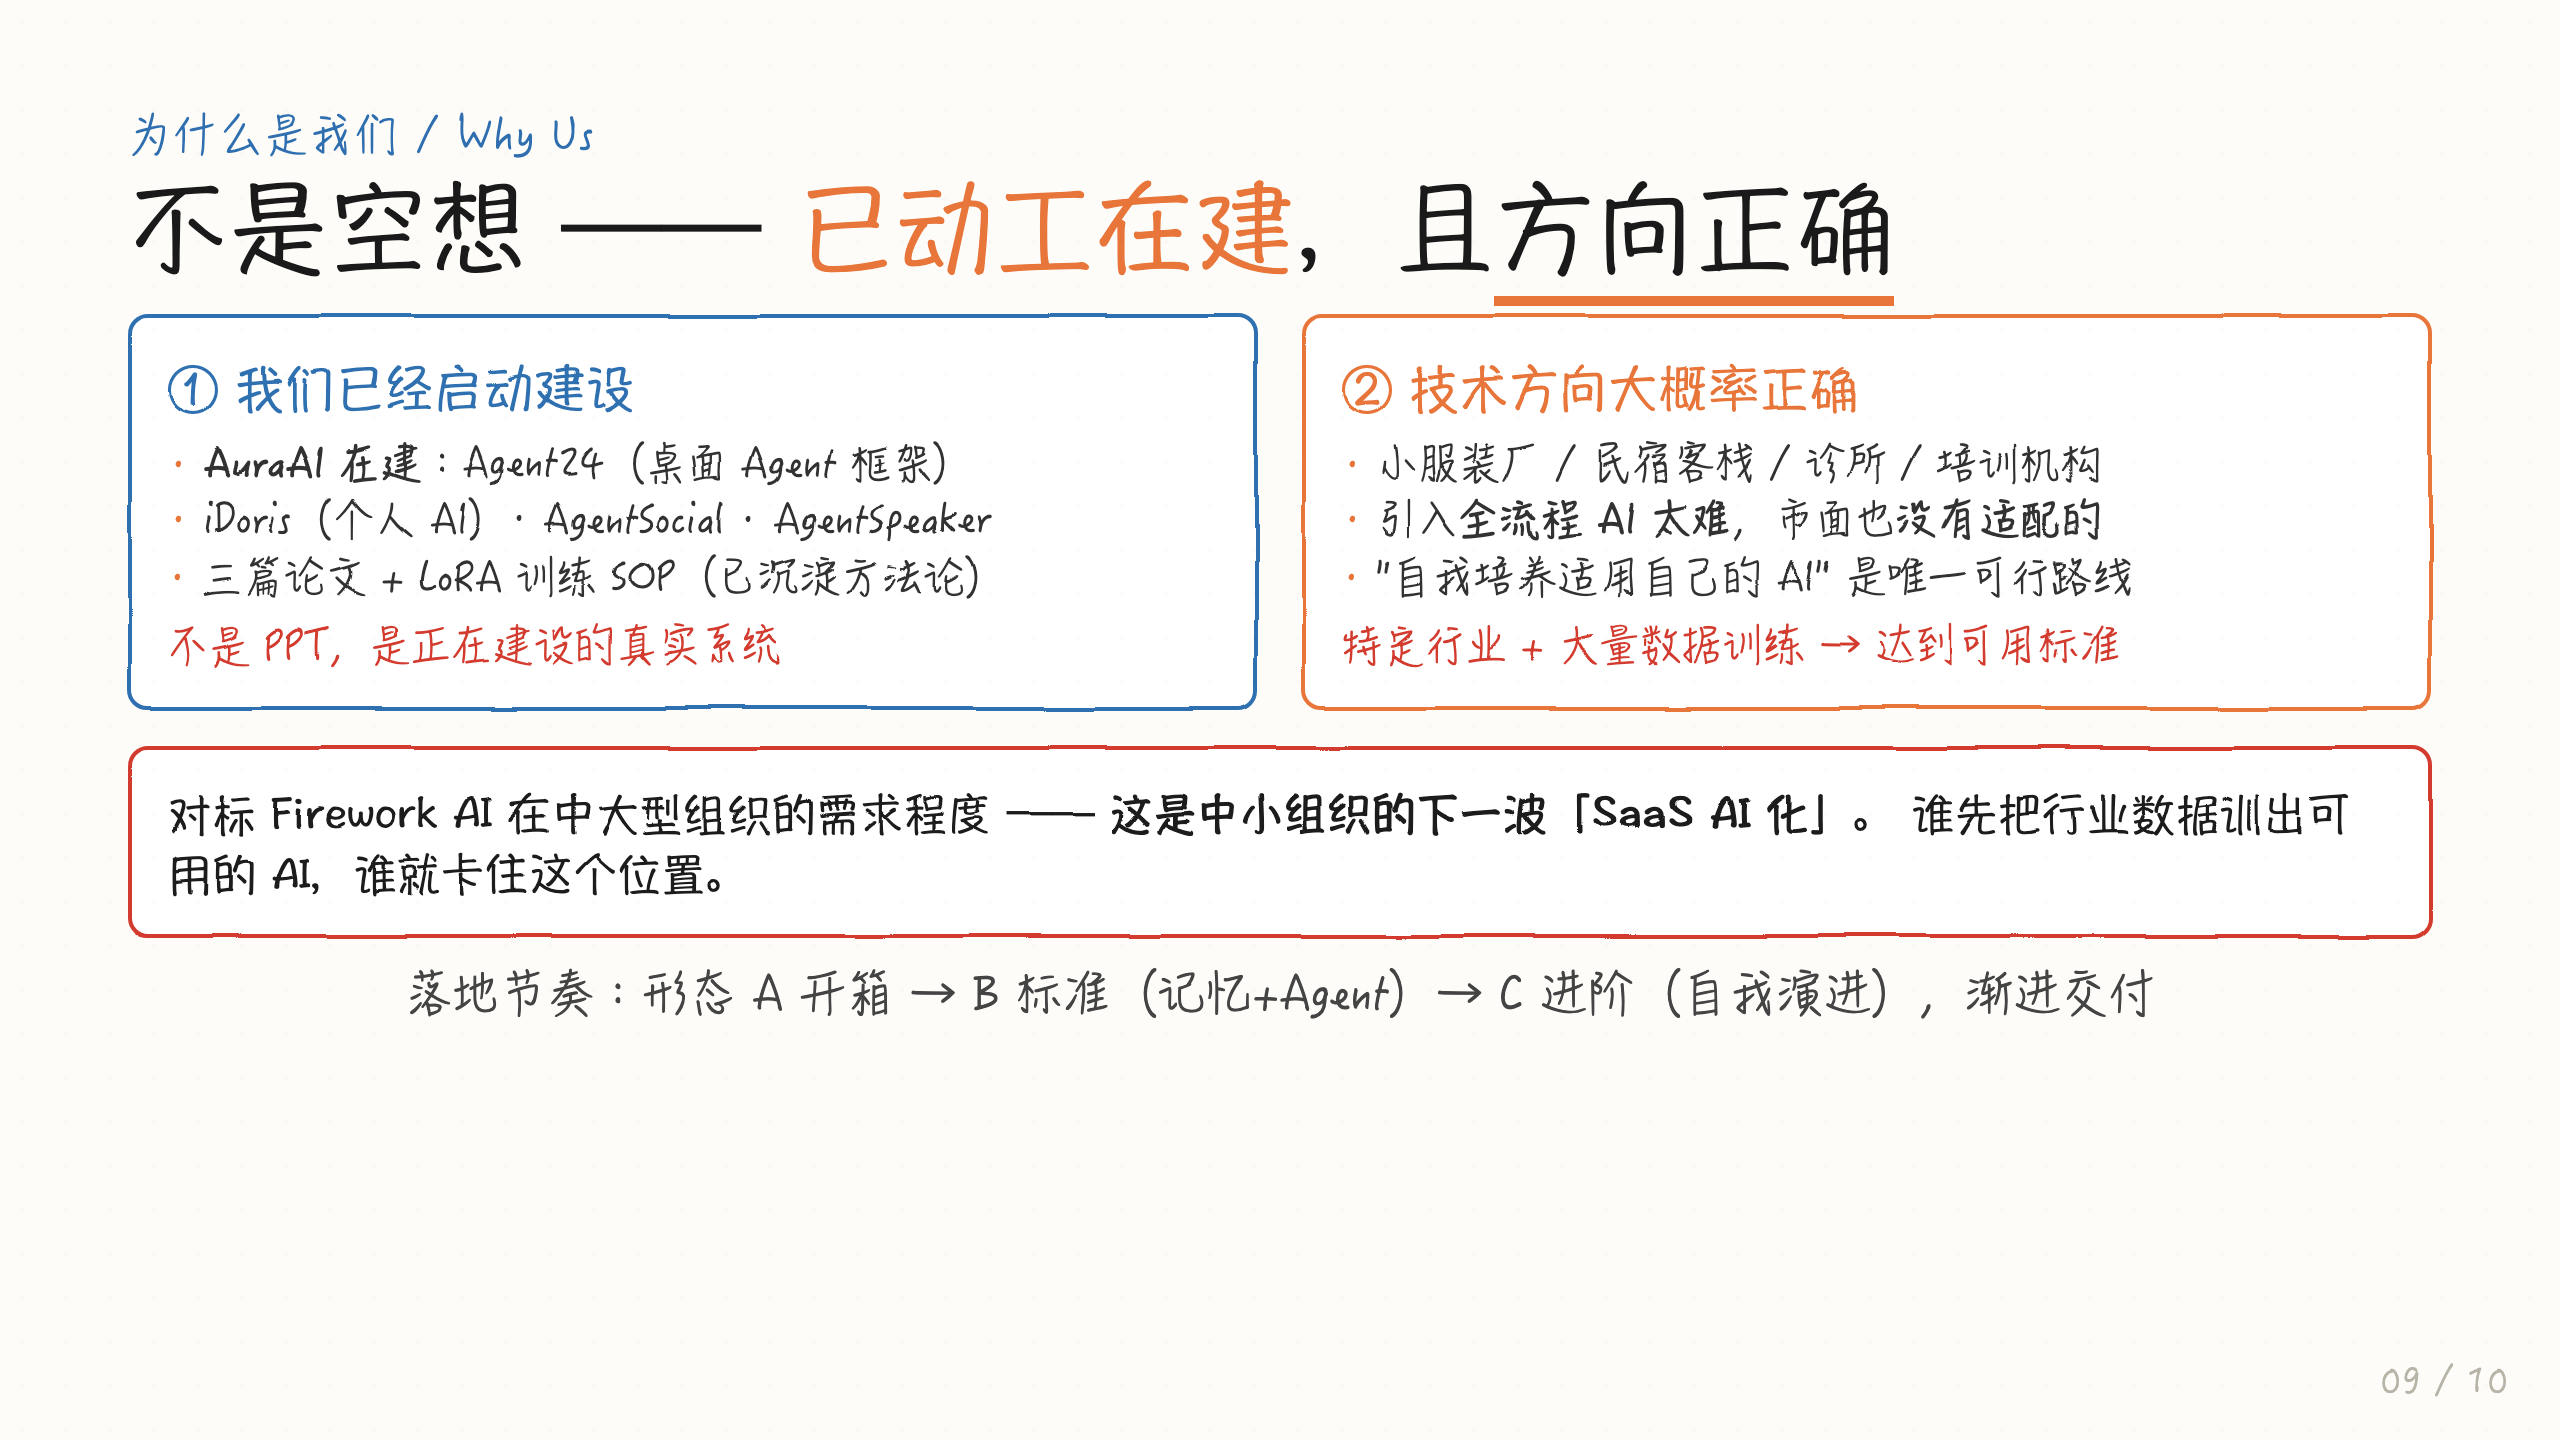 为什么是我们 / Why Us
不是空想 —— 已动工在建，且方向正确
① 我们已经启动建设
· AuraAI 在建：Agent24（桌面 Agent 框架）
· iDoris（个人 AI）· AgentSocial · AgentSpeaker
· 三篇论文 + LoRA 训练 SOP（已沉淀方法论）
不是 PPT，是正在建设的真实系统
② 技术方向大概率正确
· 小服装厂 / 民宿客栈 / 诊所 / 培训机构
· 引入全流程 AI 太难，市面也没有适配的
· "自我培养适用自己的 AI" 是唯一可行路线
特定行业 + 大量数据训练 → 达到可用标准
对标 Firework AI 在中大型组织的需求程度 —— 这是中小组织的下一波「SaaS AI 化」。 谁先把行业数据训出可
用的 AI，谁就卡住这个位置。
落地节奏：形态 A 开箱 → B 标准（记忆+Agent）→ C 进阶（自我演进），渐进交付
09 / 10